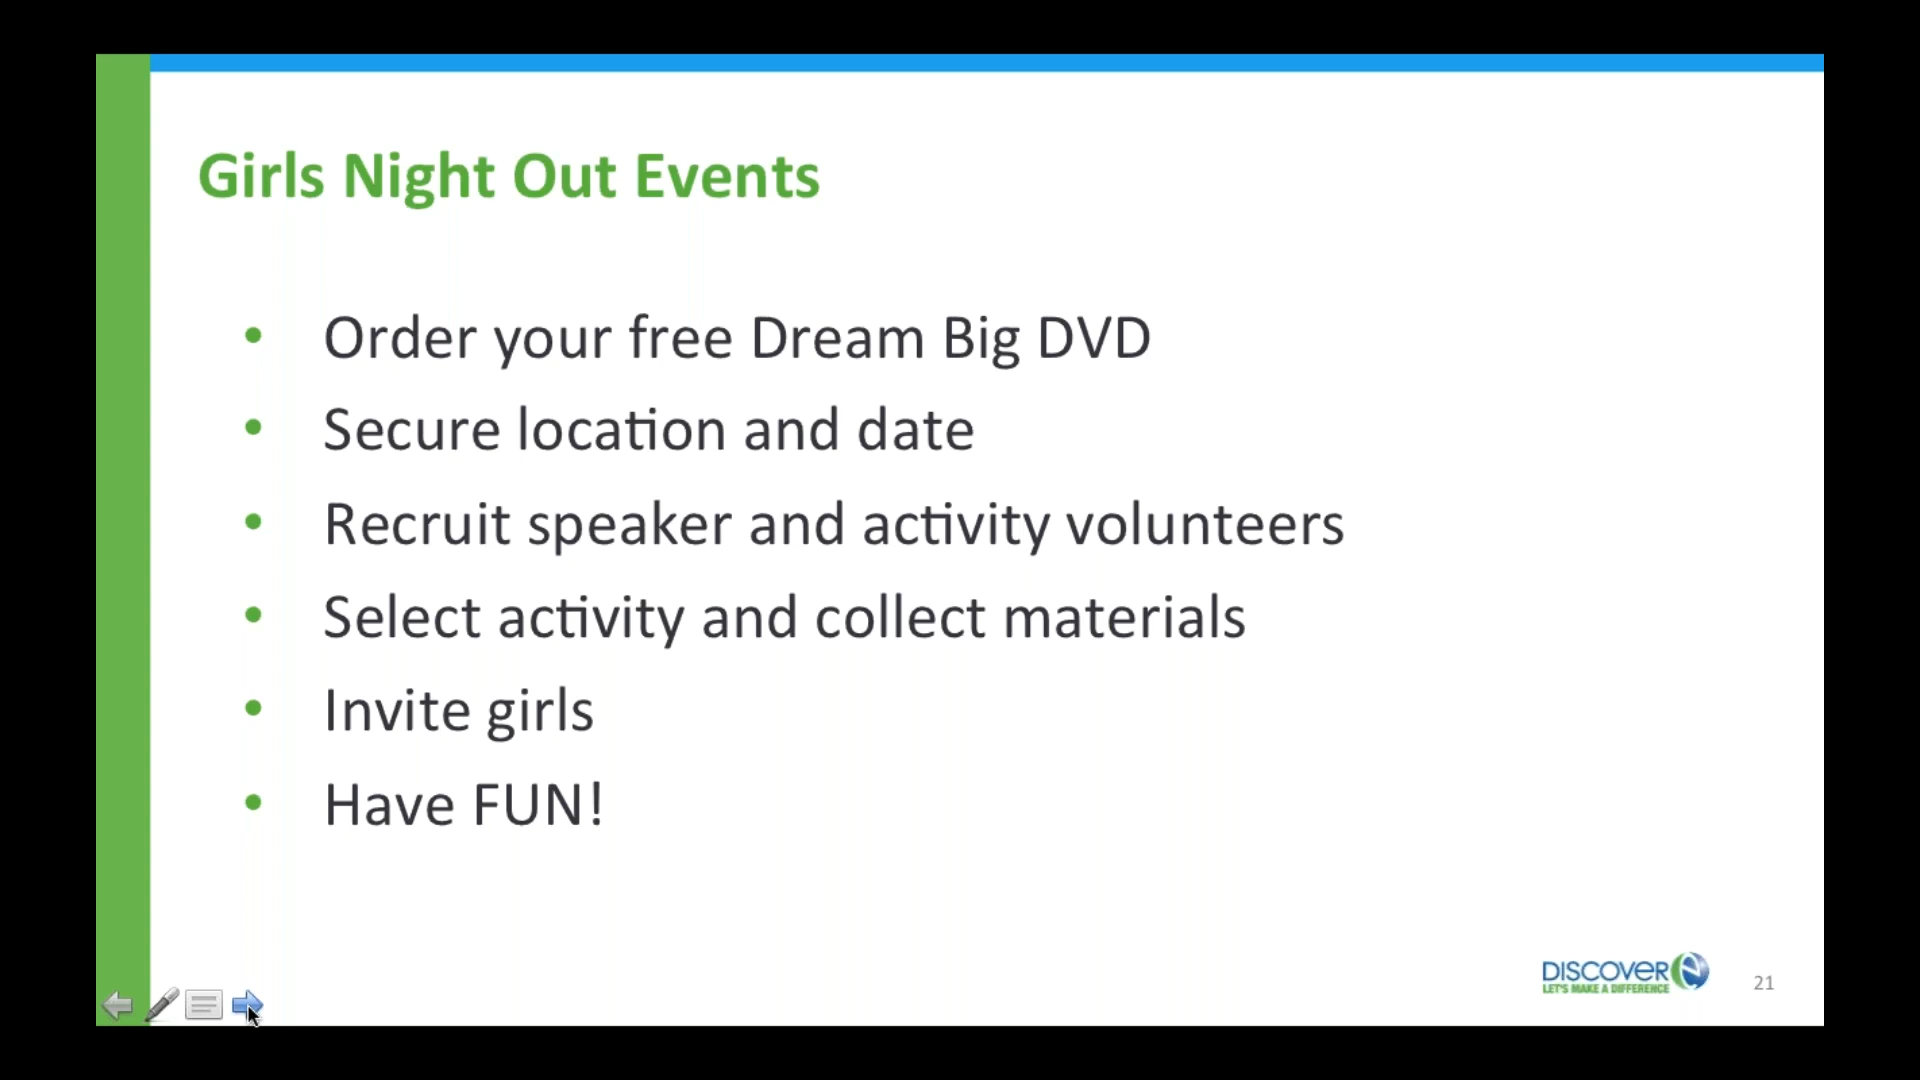 Girls Night Out Events
• Order your free Dream Big DVD
• Secure location and date
• Recruit speaker and activity volunteers
• Select activity and collect materials
• Invite girls
• Have FUN!
DISCOVER e
LET'S MAKE A DIFFERENCE
21